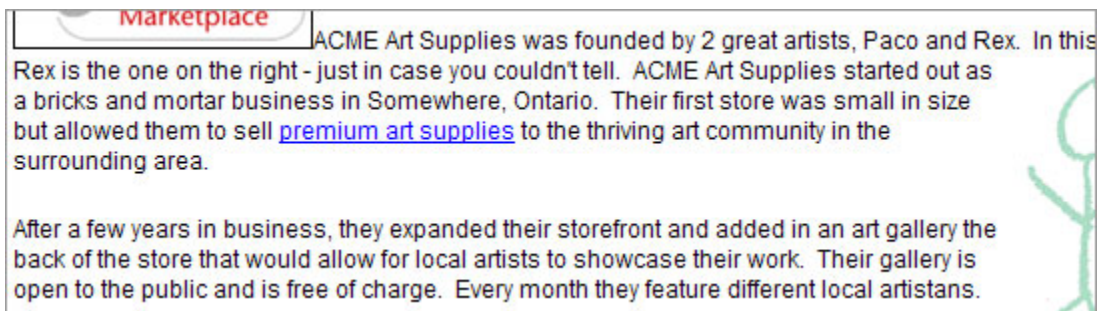 Marketplace
ACME Art Supplies was founded by 2 great artists, Paco and Rex.  In this
Rex is the one on the right - just in case you couldn't tell.  ACME Art Supplies started out as
a bricks and mortar business in Somewhere, Ontario.  Their first store was small in size
but allowed them to sell premium art supplies to the thriving art community in the
surrounding area.
After a few years in business, they expanded their storefront and added in an art gallery the
back of the store that would allow for local artists to showcase their work.  Their gallery is
open to the public and is free of charge.  Every month they feature different local artistans.